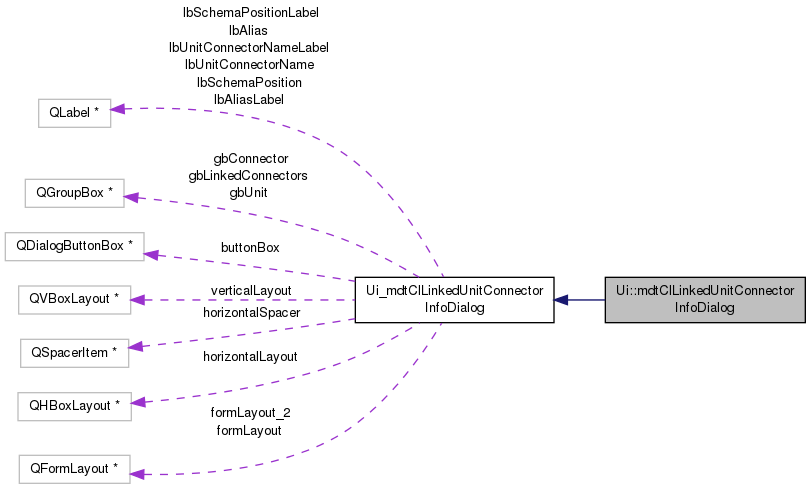 lbSchemaPositionLabel
lbAlias
lbUnitConnectorNameLabel
lbUnitConnectorName
lbSchemaPosition
lbAliasLabel
QLabel *
gbConnector
gbLinkedConnectors
gbUnit
QGroupBox *
buttonBox
QDialogButtonBox *
verticalLayout
QVBoxLayout *
horizontalSpacer
QSpacerItem *
horizontalLayout
QHBoxLayout *
formLayout_2
formLayout
QFormLayout *
Ui_mdtClLinkedUnitConnector
InfoDialog
Ui::mdtClLinkedUnitConnector
InfoDialog